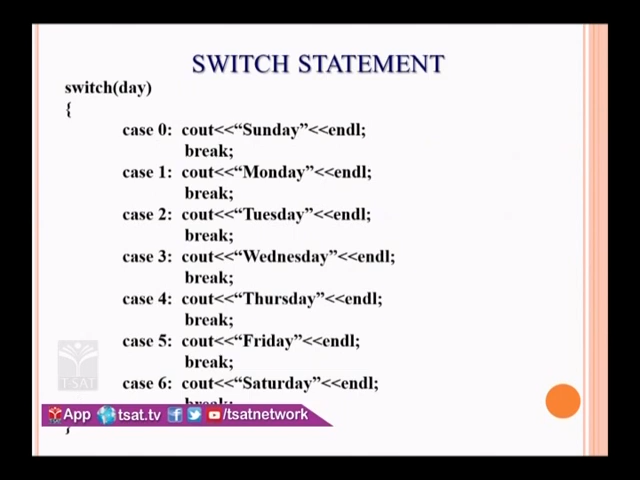 SWITCH STATEMENT
switch(day)
{
case 0: cout<<“Sunday”<<endl;
break;
case 1: cout<<“Monday”<<endl;
break;
case 2: cout<<“Tuesday”<<endl;
break;
case 3: cout<<“Wednesday”<<endl;
break;
case 4: cout<<“Thursday”<<endl;
break;
case 5: cout<<“Friday”<<endl;
break;
case 6: cout<<“Saturday”<<endl;
break;
}
T SAT
App tsat.tv /tsatnetwork